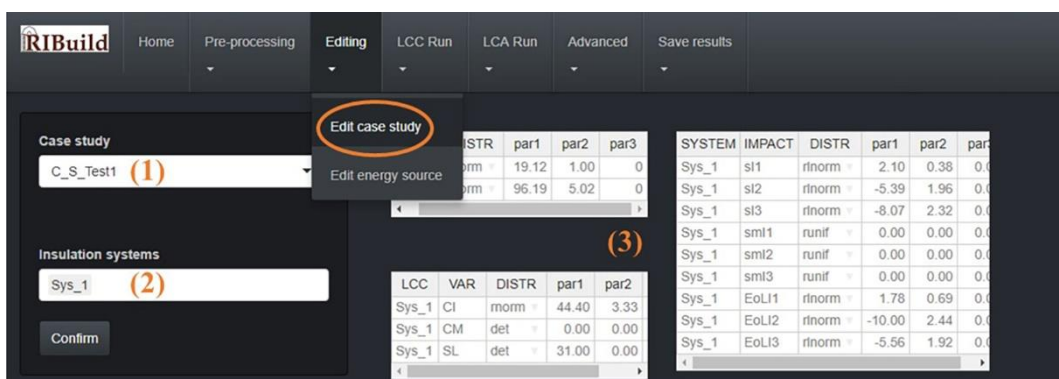 RIBuild Home Pre-processing Editing LCC Run LCA Run Advanced Save results
Edit case study
Edit energy source
Case study
C_S_Test1 (1)
Insulation systems
Sys_1 (2)
Confirm
par1 par2 par3
19.12 1.00 0
96.19 5.02 0
(3)
LCC VAR DISTR par1 par2
Sys_1 CI rnorm 44.40 3.33
Sys_1 CM det 0.00 0.00
Sys_1 SL det 31.00 0.00
SYSTEM IMPACT DISTR par1 par2
Sys_1 sI1 rlnorm 2.10 0.38
Sys_1 sI2 rlnorm -5.39 1.96
Sys_1 sI3 rlnorm -8.07 2.32
Sys_1 smI1 runif 0.00 0.00
Sys_1 smI2 runif 0.00 0.00
Sys_1 smI3 runif 0.00 0.00
Sys_1 EoLI1 rlnorm 1.78 0.69
Sys_1 EoLI2 rlnorm -10.00 2.44
Sys_1 EoLI3 rlnorm -5.56 1.92